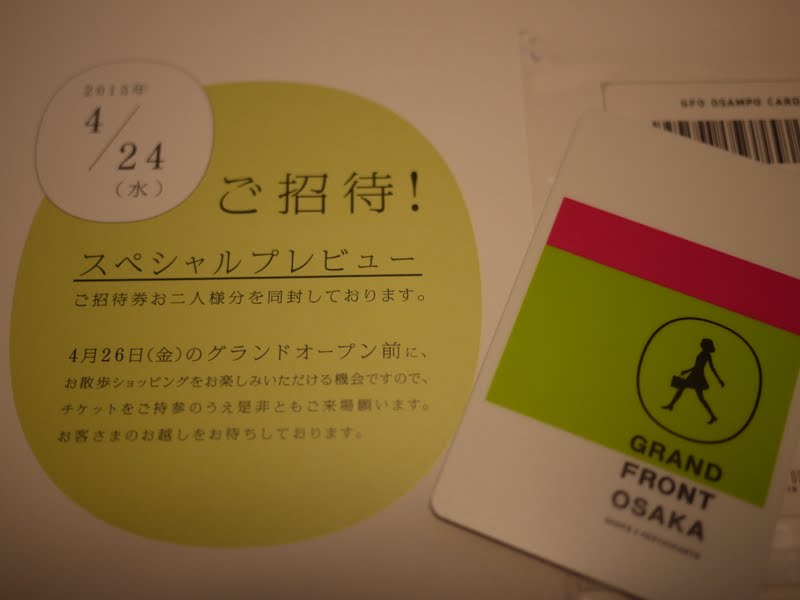 2013年
4/24
(水)
ご招待!
スペシャルプレビュー
ご招待券お二人様分を同封しております。
4月26日(金)のグランドオープン前に、
お散歩ショッピングをお楽しみいただける機会ですので、
チケットをご持参のうえ是非ともご来場願います。
お客さまのお越しをお待ちしております。
GFO OSAMPO CARD
GRAND
FRONT
OSAKA
SHOPS & RESTAURANTS